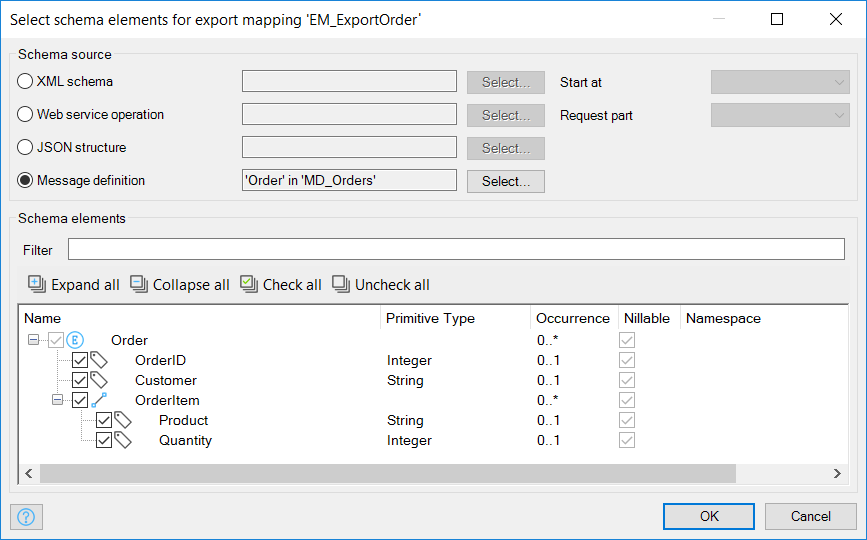 Select schema elements for export mapping 'EM_ExportOrder'
Schema source
XML schema Select... Start at
Web service operation Select... Request part
JSON structure Select...
Message definition 'Order' in 'MD_Orders' Select...
Schema elements
Filter
Expand all Collapse all Check all Uncheck all
Name Primitive Type Occurrence Nillable Namespace
E Order 0..*
OrderID Integer 0..1
Customer String 0..1
OrderItem 0..*
Product String 0..1
Quantity Integer 0..1
? OK Cancel